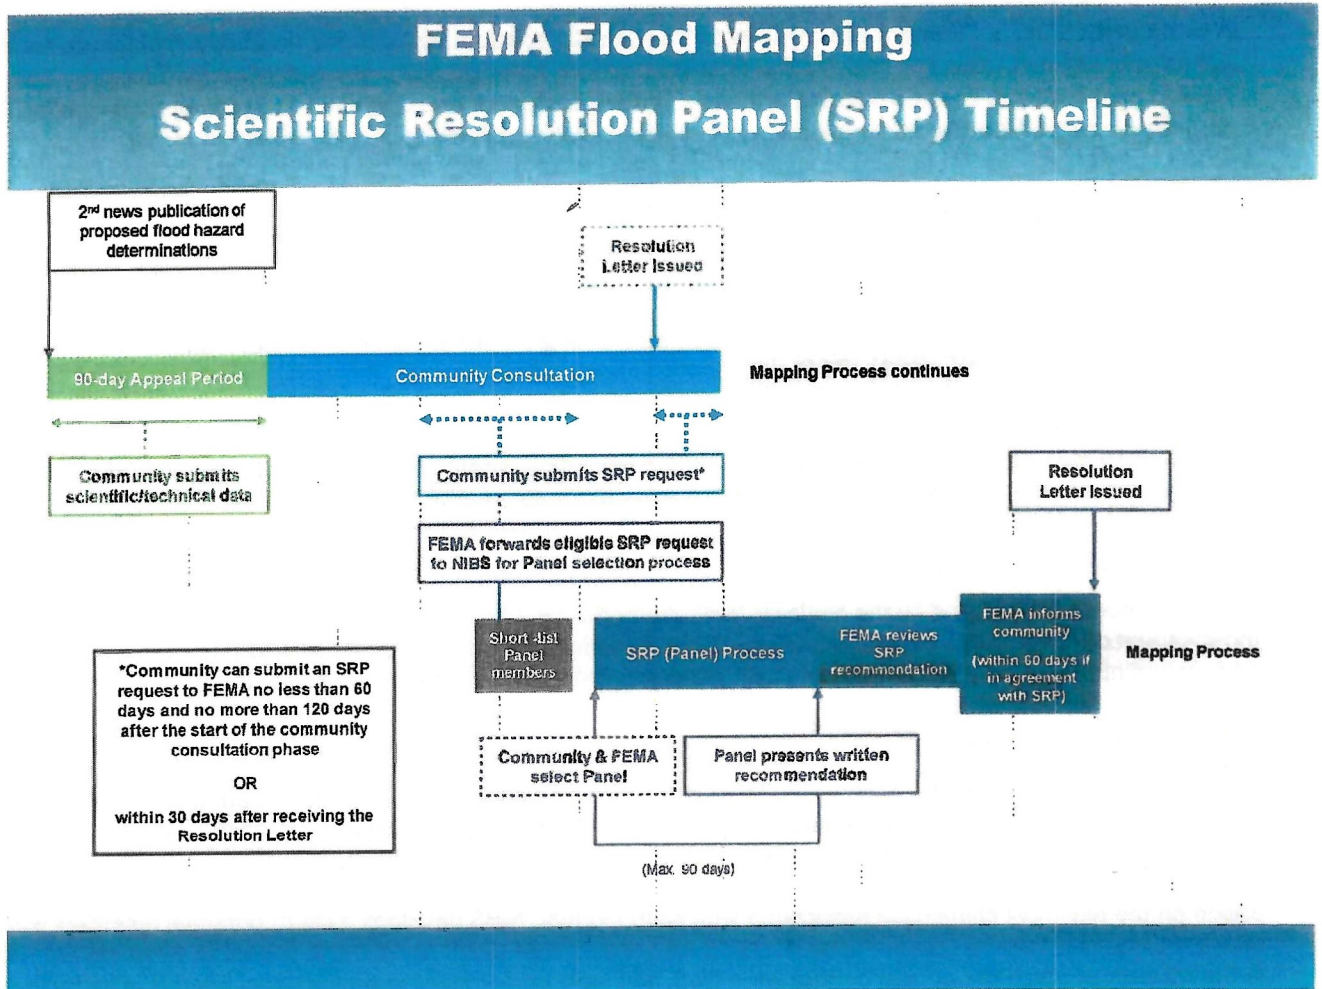 FEMA Flood Mapping
Scientific Resolution Panel (SRP) Timeline
2nd news publication of
proposed flood hazard
determinations
Resolution
Letter Issued
90-day Appeal Period
Community Consultation
Mapping Process continues
Community submits
scientific/technical data
Community submits SRP request*
Resolution
Letter Issued
FEMA forwards eligible SRP request
to NIBS for Panel selection process
Short -list
Panel
members
SRP (Panel) Process
FEMA reviews
SRP
recommendation
FEMA informs
community
(within 60 days if
in agreement
with SRP)
Mapping Process
*Community can submit an SRP
request to FEMA no less than 60
days and no more than 120 days
after the start of the community
consultation phase
OR
within 30 days after receiving the
Resolution Letter
Community & FEMA
select Panel
Panel presents written
recommendation
(Max. 90 days)